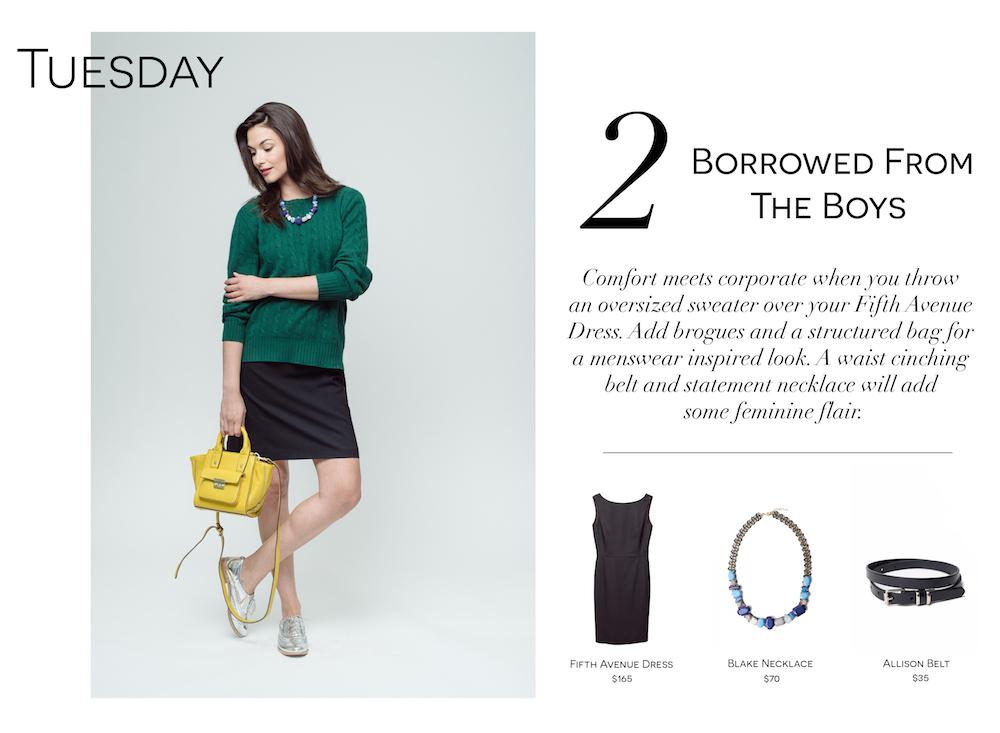 Tuesday
2
Borrowed From
The Boys
Comfort meets corporate when you throw
an oversized sweater over your Fifth Avenue
Dress. Add brogues and a structured bag for
a menswear inspired look. A waist cinching
belt and statement necklace will add
some feminine flair.
Fifth Avenue Dress
$165
Blake Necklace
$70
Allison Belt
$35